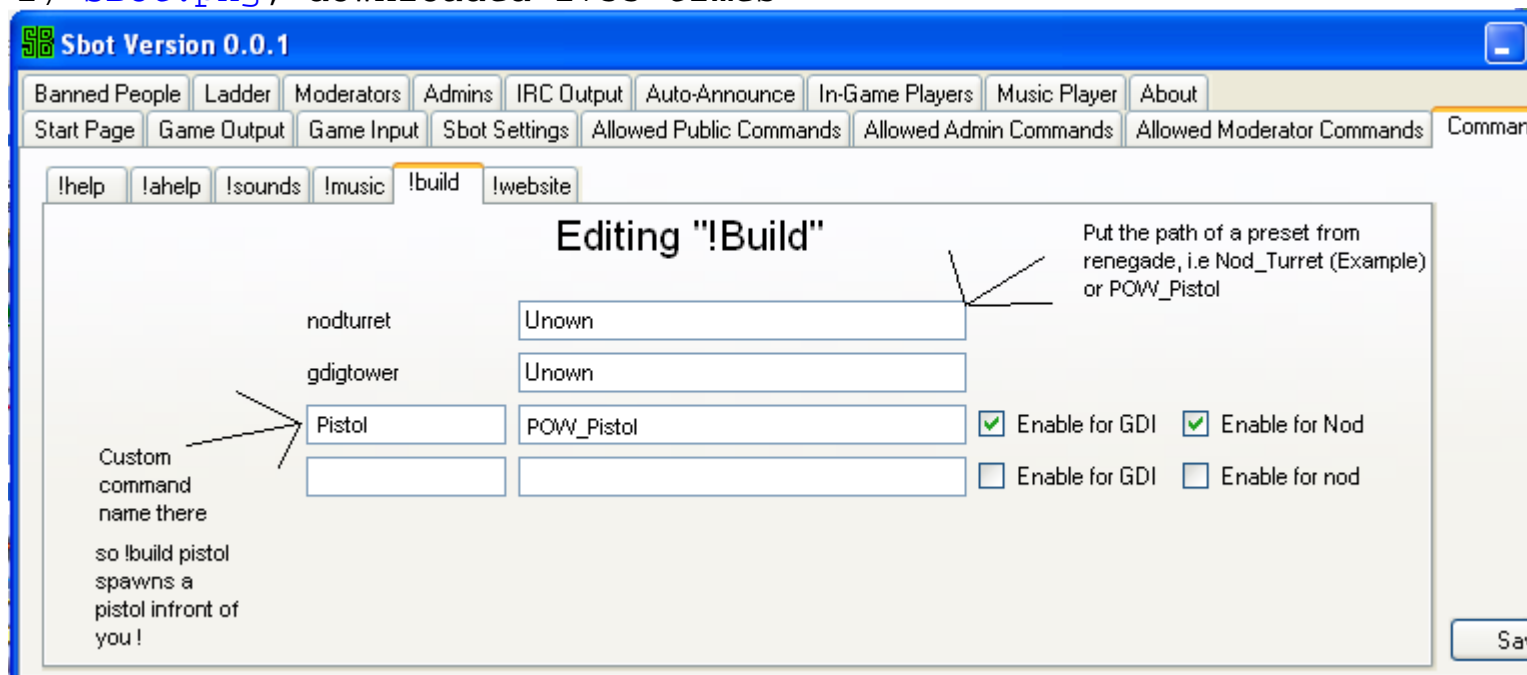 Sbot Version 0.0.1
Banned People Ladder Moderators Admins IRC Output Auto-Announce In-Game Players Music Player About
Start Page Game Output Game Input Sbot Settings Allowed Public Commands Allowed Admin Commands Allowed Moderator Commands Comman
!help !ahelp !sounds !music !build !website
Editing "!Build"
Put the path of a preset from
renegade, i.e Nod_Turret (Example)
or POW_Pistol
nodturret Unown
gdigtower Unown
Pistol POW_Pistol Enable for GDI Enable for Nod
Enable for GDI Enable for nod
Custom
command
name there
so !build pistol
spawns a
pistol infront of
you !
Sav